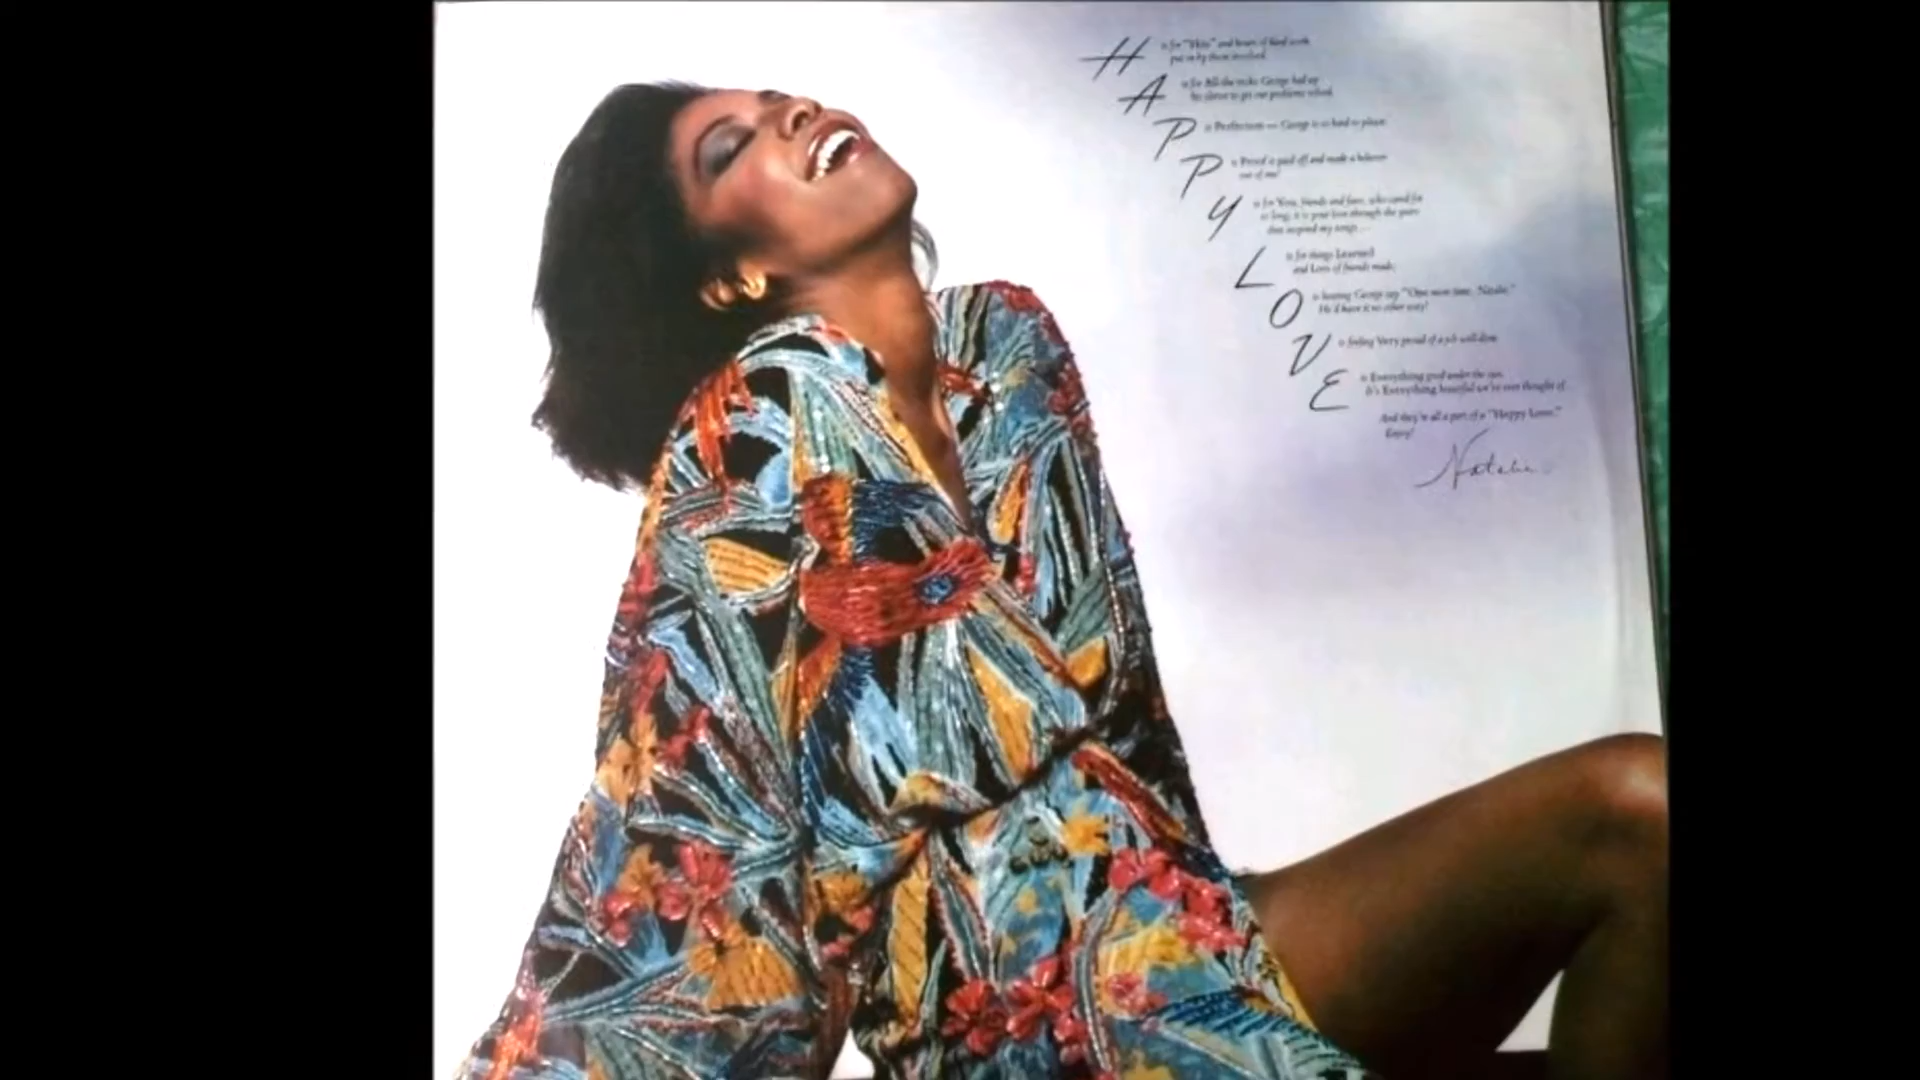 H is for "Hits" and hours of hard work
put in by those involved.
A is for All the tricks George had up
his sleeve to get our problems solved.
P is Perfection — George is so hard to please.
P is Proof it paid off and made a believer
out of me!
Y is for You, friends and fans, who cared for
so long; it is your love through the years
that inspired my songs...
L is for things Learned
and Lots of friends made;
O is hearing George say "One more time, Natalie."
He'd have it no other way!
V is feeling Very proud of a job well done.
E is Everything good under the sun.
It's Everything beautiful we've ever thought of.
And they're all a part of a "Happy Love."
Enjoy!
Natalie